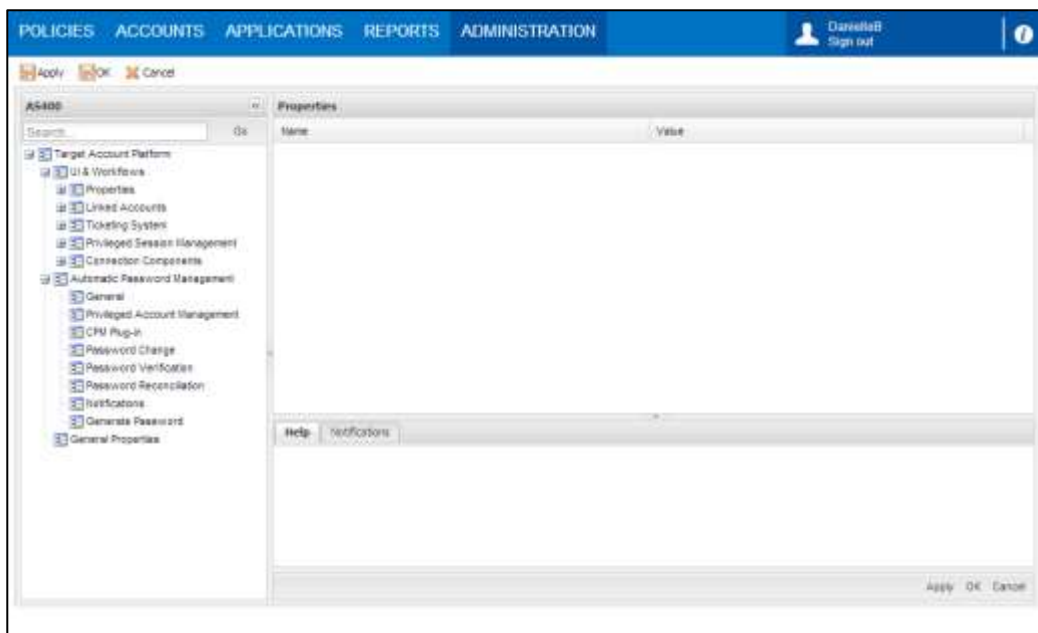 POLICIES ACCOUNTS APPLICATIONS REPORTS ADMINISTRATION DanielleB
Sign out
Apply OK Cancel
AS400
Search... Go
Target Account Platform
UI & Workflows
Properties
Linked Accounts
Ticketing System
Privileged Session Management
Connection Components
Automatic Password Management
General
Privileged Account Management
CPM Plug-in
Password Change
Password Verification
Password Reconciliation
Notifications
Generate Password
General Properties
Properties
Name Value
Help Notifications
Apply OK Cancel